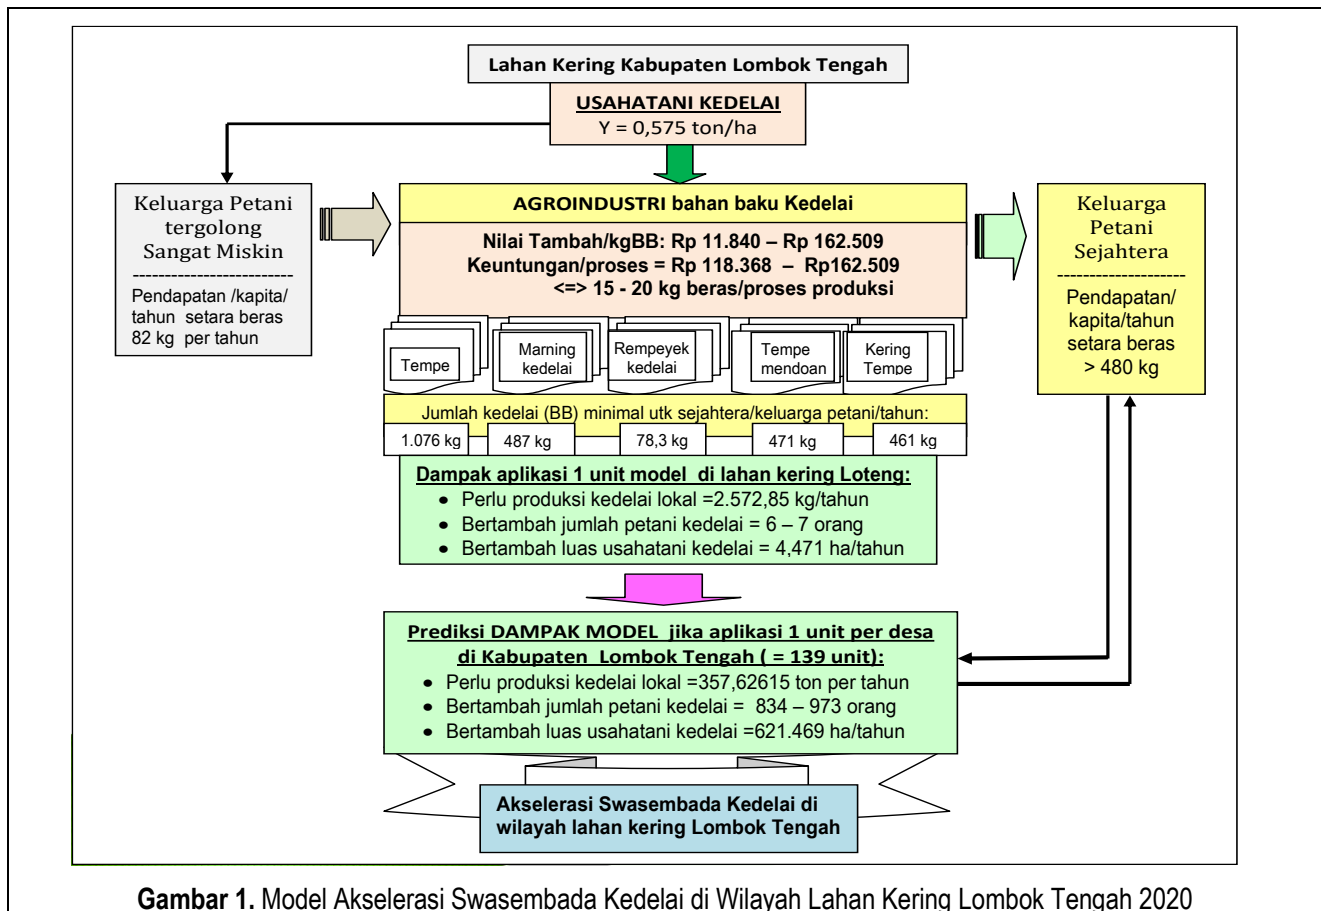 Lahan Kering Kabupaten Lombok Tengah
USAHATANI KEDELAI
Y = 0,575 ton/ha
Keluarga Petani
tergolong
Sangat Miskin
--------------------------
Pendapatan /kapita/
tahun setara beras
82 kg per tahun
AGROINDUSTRI bahan baku Kedelai
Nilai Tambah/kgBB: Rp 11.840 – Rp 162.509
Keuntungan/proses = Rp 118.368 – Rp162.509
<=> 15 - 20 kg beras/proses produksi
Keluarga
Petani
Sejahtera
--------------------
Pendapatan/
kapita/tahun
setara beras
> 480 kg
Tempe
Marning
kedelai
Rempeyek
kedelai
Tempe
mendoan
Kering
Tempe
Jumlah kedelai (BB) minimal utk sejahtera/keluarga petani/tahun:
1.076 kg
487 kg
78,3 kg
471 kg
461 kg
Dampak aplikasi 1 unit model di lahan kering Loteng:
• Perlu produksi kedelai lokal =2.572,85 kg/tahun
• Bertambah jumlah petani kedelai = 6 – 7 orang
• Bertambah luas usahatani kedelai = 4,471 ha/tahun
Prediksi DAMPAK MODEL jika aplikasi 1 unit per desa
di Kabupaten Lombok Tengah ( = 139 unit):
• Perlu produksi kedelai lokal =357,62615 ton per tahun
• Bertambah jumlah petani kedelai = 834 – 973 orang
• Bertambah luas usahatani kedelai =621.469 ha/tahun
Akselerasi Swasembada Kedelai di
wilayah lahan kering Lombok Tengah
Gambar 1. Model Akselerasi Swasembada Kedelai di Wilayah Lahan Kering Lombok Tengah 2020